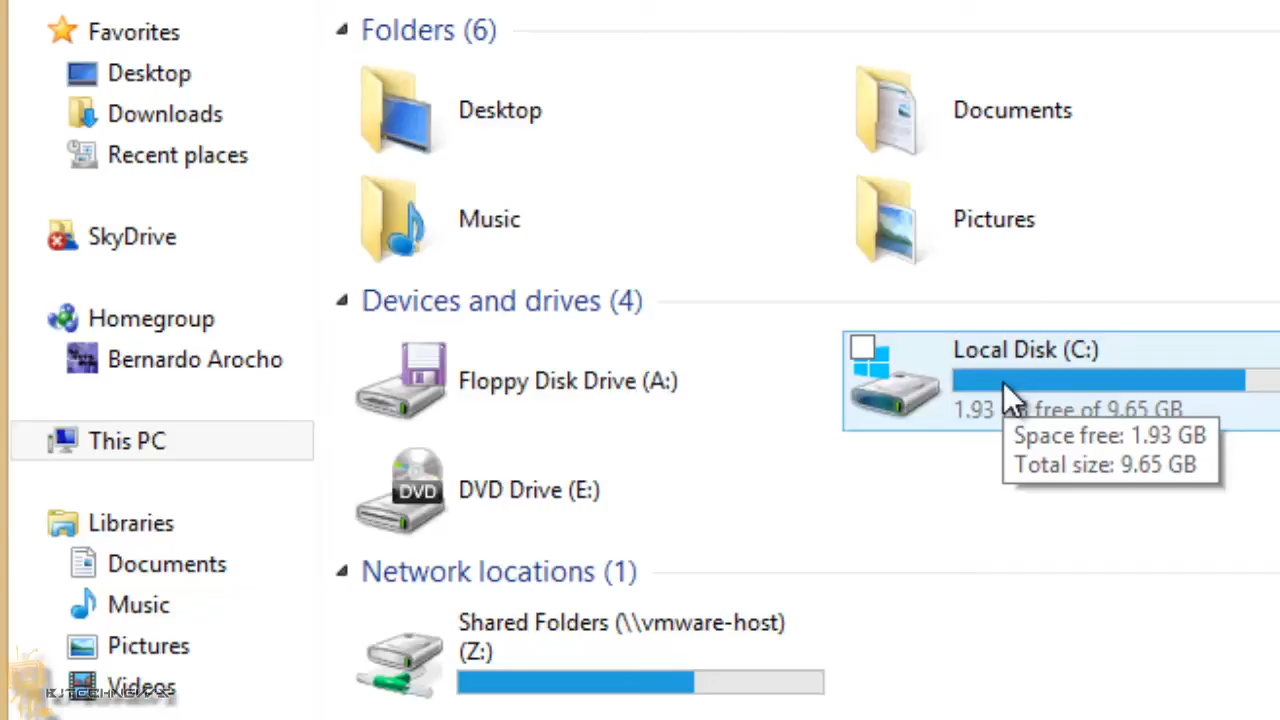 Favorites
Desktop
Downloads
Recent places
SkyDrive
Homegroup
Bernardo Arocho
This PC
Libraries
Documents
Music
Pictures
Videos
Folders (6)
Desktop
Documents
Music
Pictures
Devices and drives (4)
Floppy Disk Drive (A:)
Local Disk (C:)
1.93 free of 9.65 GB
Space free: 1.93 GB
Total size: 9.65 GB
DVD
DVD Drive (E:)
Network locations (1)
Shared Folders (\\vmware-host)
(Z:)